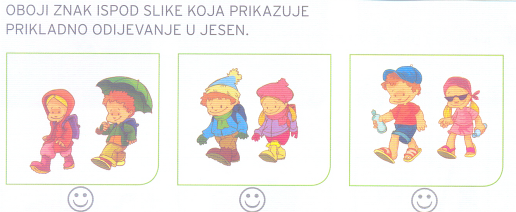 OBOJI ZNAK ISPOD SLIKE KOJA PRIKAZUJE
PRIKLADNO ODIJEVANJE U JESEN.